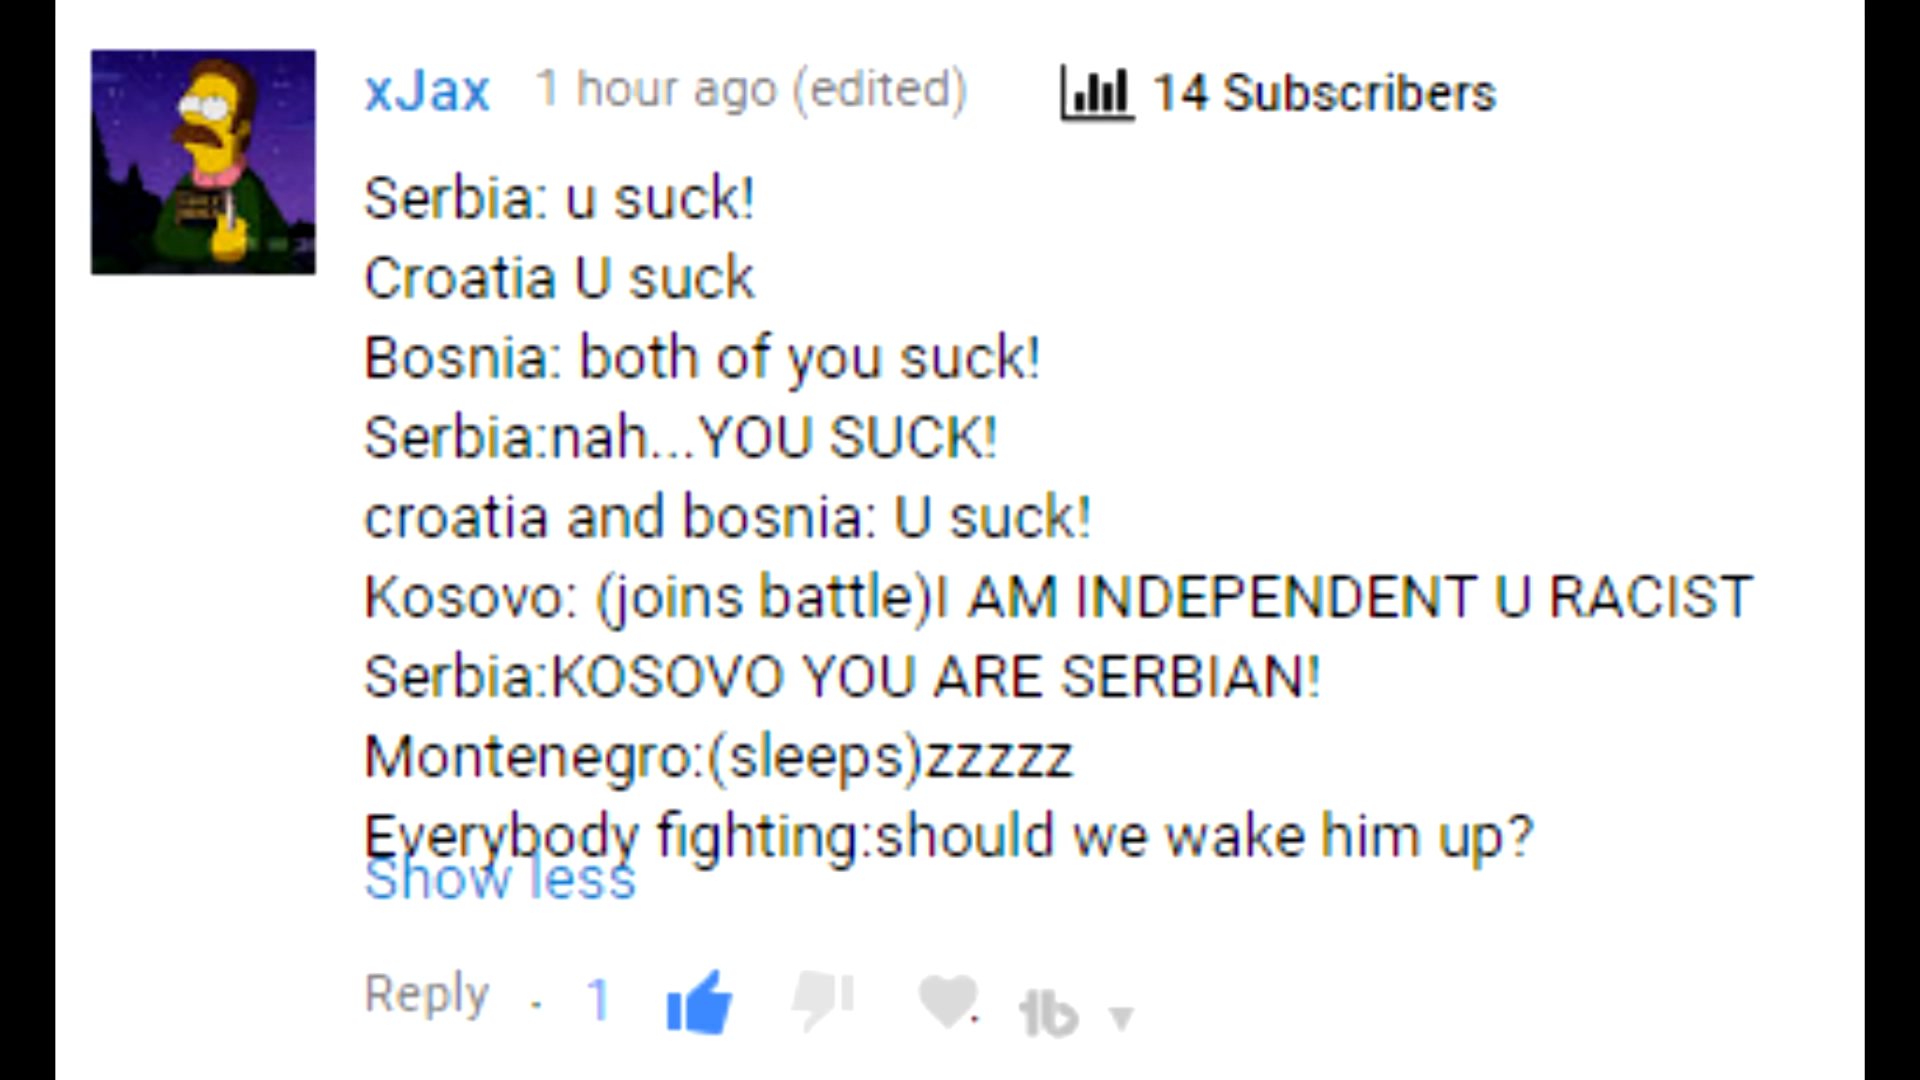 xJax 1 hour ago (edited) 14 Subscribers
Serbia: u suck!
Croatia U suck
Bosnia: both of you suck!
Serbia:nah...YOU SUCK!
croatia and bosnia: U suck!
Kosovo: (joins battle)I AM INDEPENDENT U RACIST
Serbia:KOSOVO YOU ARE SERBIAN!
Montenegro:(sleeps)zzzzz
Everybody fighting:should we wake him up?
Show less
Reply · 1 tb